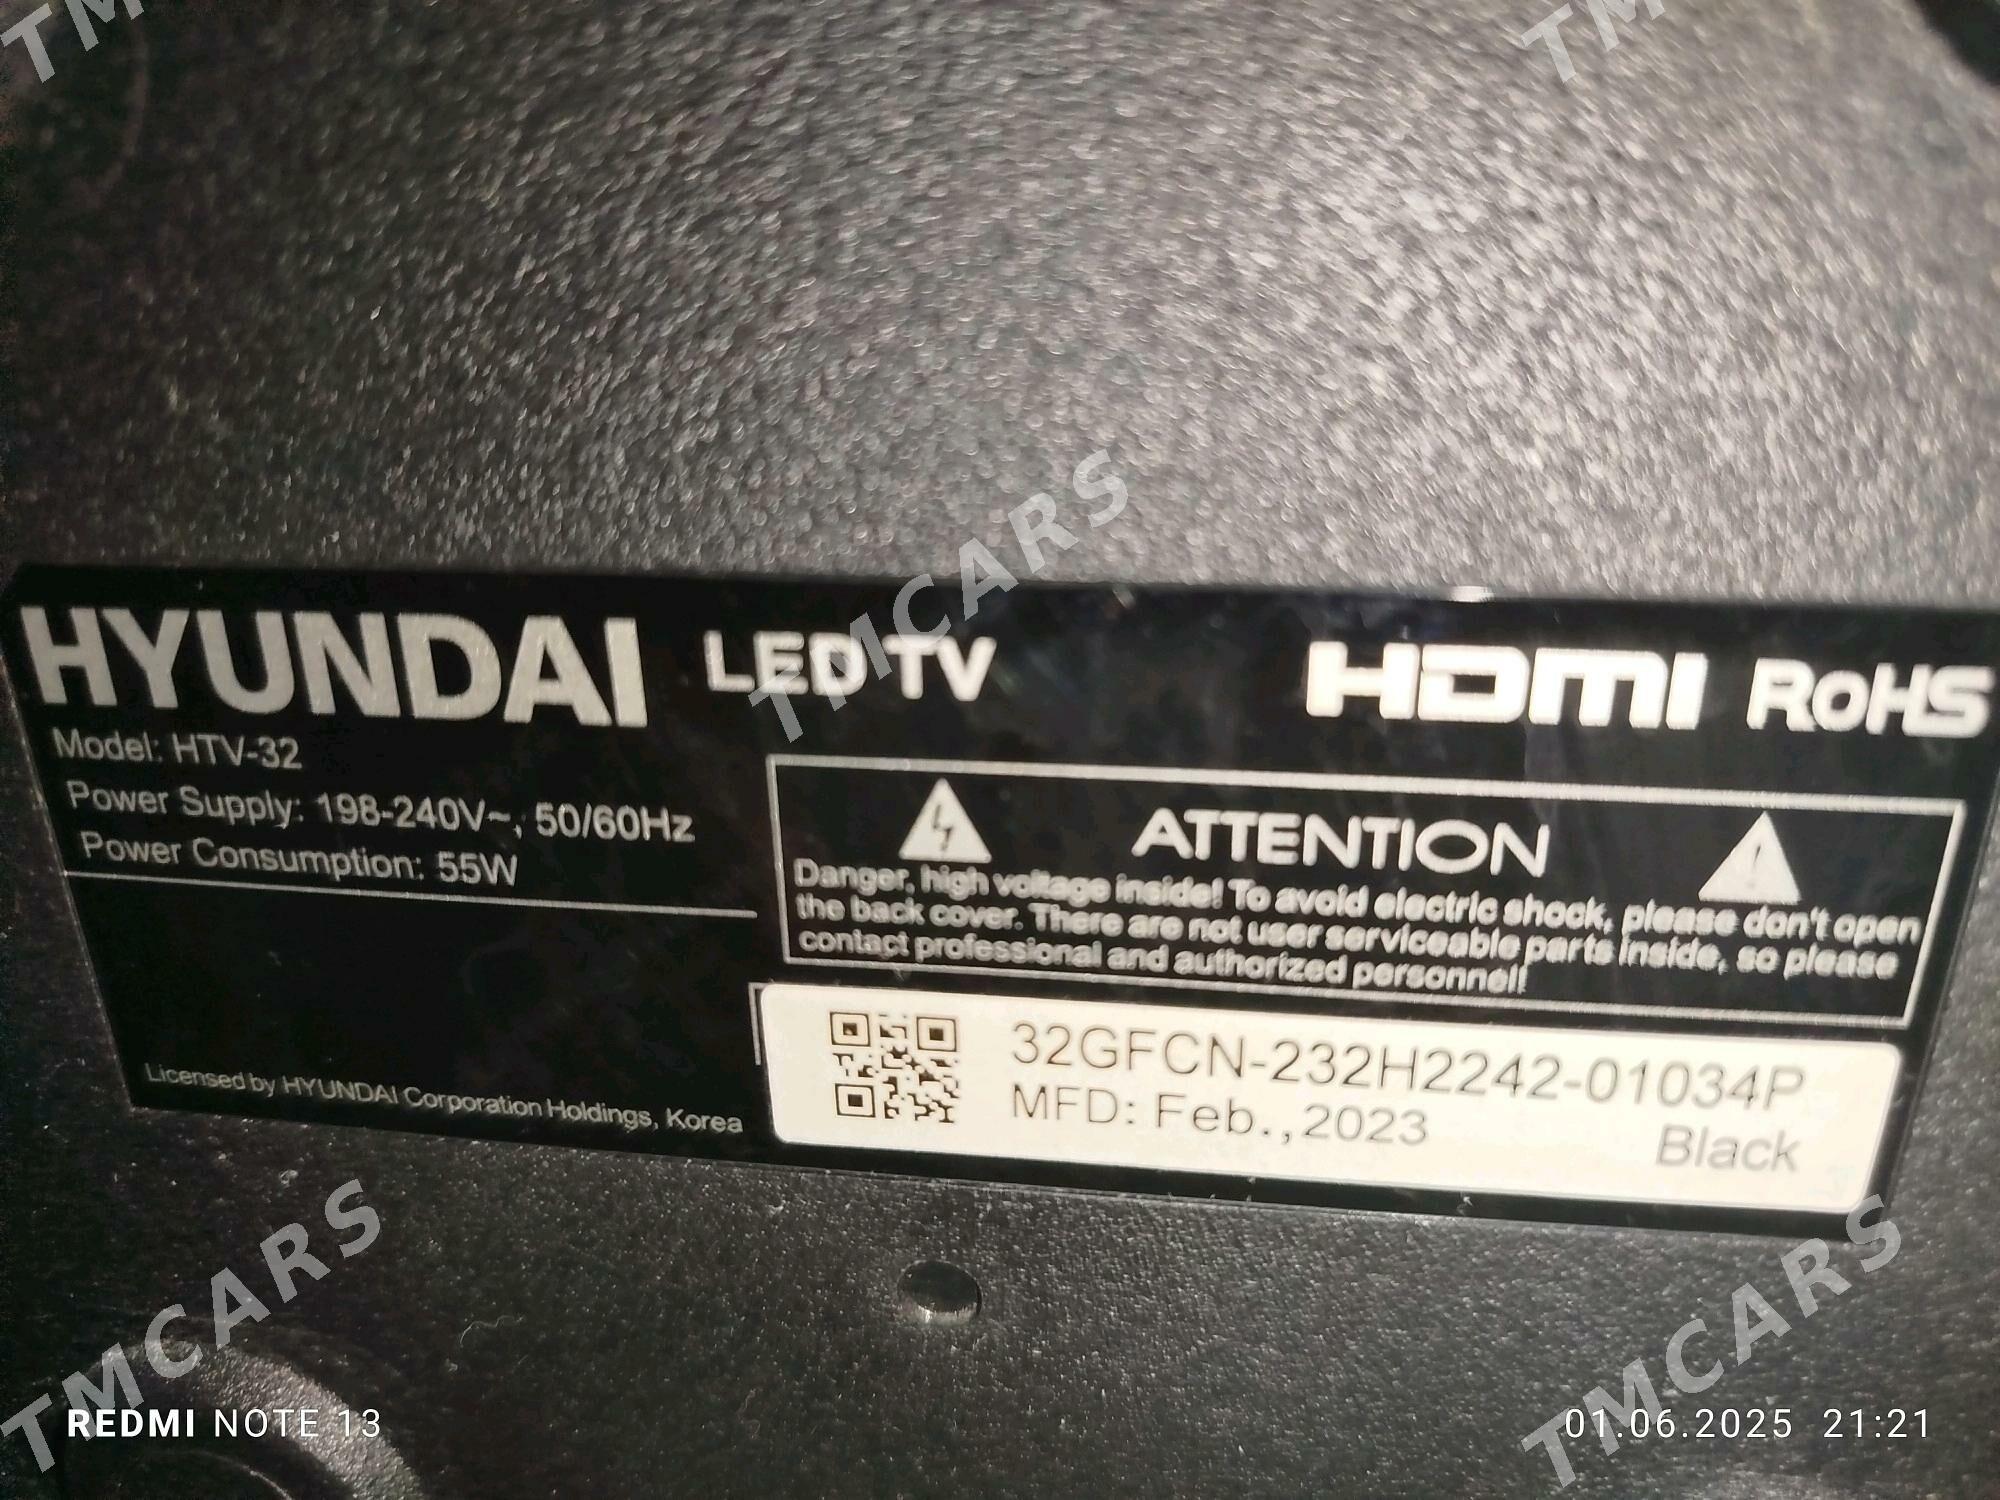 TMCARS
TMCARS
HYUNDAI LED TV HDMI RoHS
Model: HTV-32
Power Supply: 198-240V~, 50/60Hz
Power Consumption: 55W
ATTENTION
Danger, high voltage inside! To avoid electric shock, please don't open
the back cover. There are not user serviceable parts inside, so please
contact professional and authorized personnel!
TMCARS
32GFCN-232H2242-01034P
MFD: Feb.,2023
Black
Licensed by HYUNDAI Corporation Holdings, Korea
TMCARS
TMCARS
REDMI NOTE 13
01.06.2025 21:21